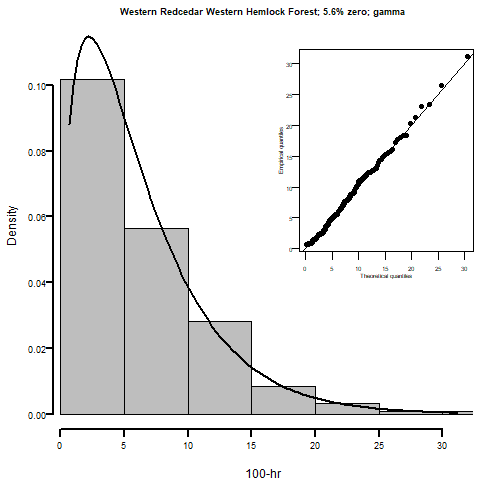 Western Redcedar Western Hemlock Forest; 5.6% zero; gamma
Density
0.10
0.08
0.06
0.04
0.02
0.00
0 5 10 15 20 25 30
100-hr
Empirical quantiles
30
25
20
15
10
5
0
0 5 10 15 20 25 30
Theoretical quantiles